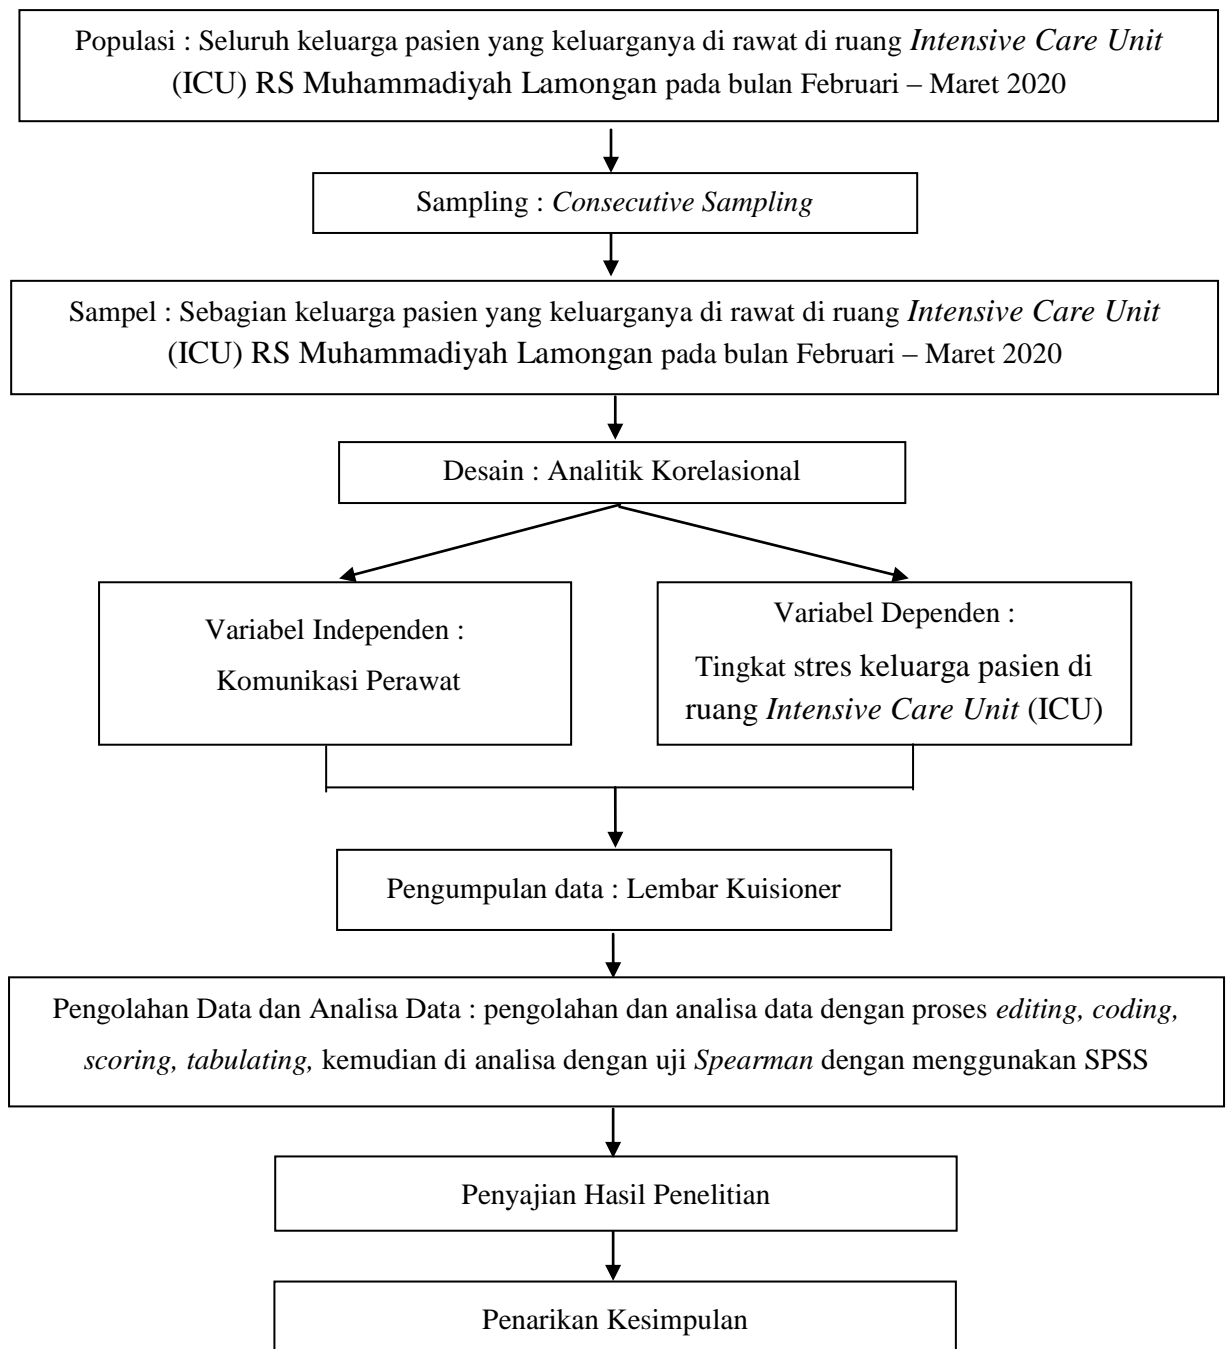 Populasi : Seluruh keluarga pasien yang keluarganya di rawat di ruang Intensive Care Unit
(ICU) RS Muhammadiyah Lamongan pada bulan Februari – Maret 2020
Sampling : Consecutive Sampling
Sampel : Sebagian keluarga pasien yang keluarganya di rawat di ruang Intensive Care Unit
(ICU) RS Muhammadiyah Lamongan pada bulan Februari – Maret 2020
Desain : Analitik Korelasional
Variabel Independen :
Komunikasi Perawat
Variabel Dependen :
Tingkat stres keluarga pasien di
ruang Intensive Care Unit (ICU)
Pengumpulan data : Lembar Kuisioner
Pengolahan Data dan Analisa Data : pengolahan dan analisa data dengan proses editing, coding,
scoring, tabulating, kemudian di analisa dengan uji Spearman dengan menggunakan SPSS
Penyajian Hasil Penelitian
Penarikan Kesimpulan